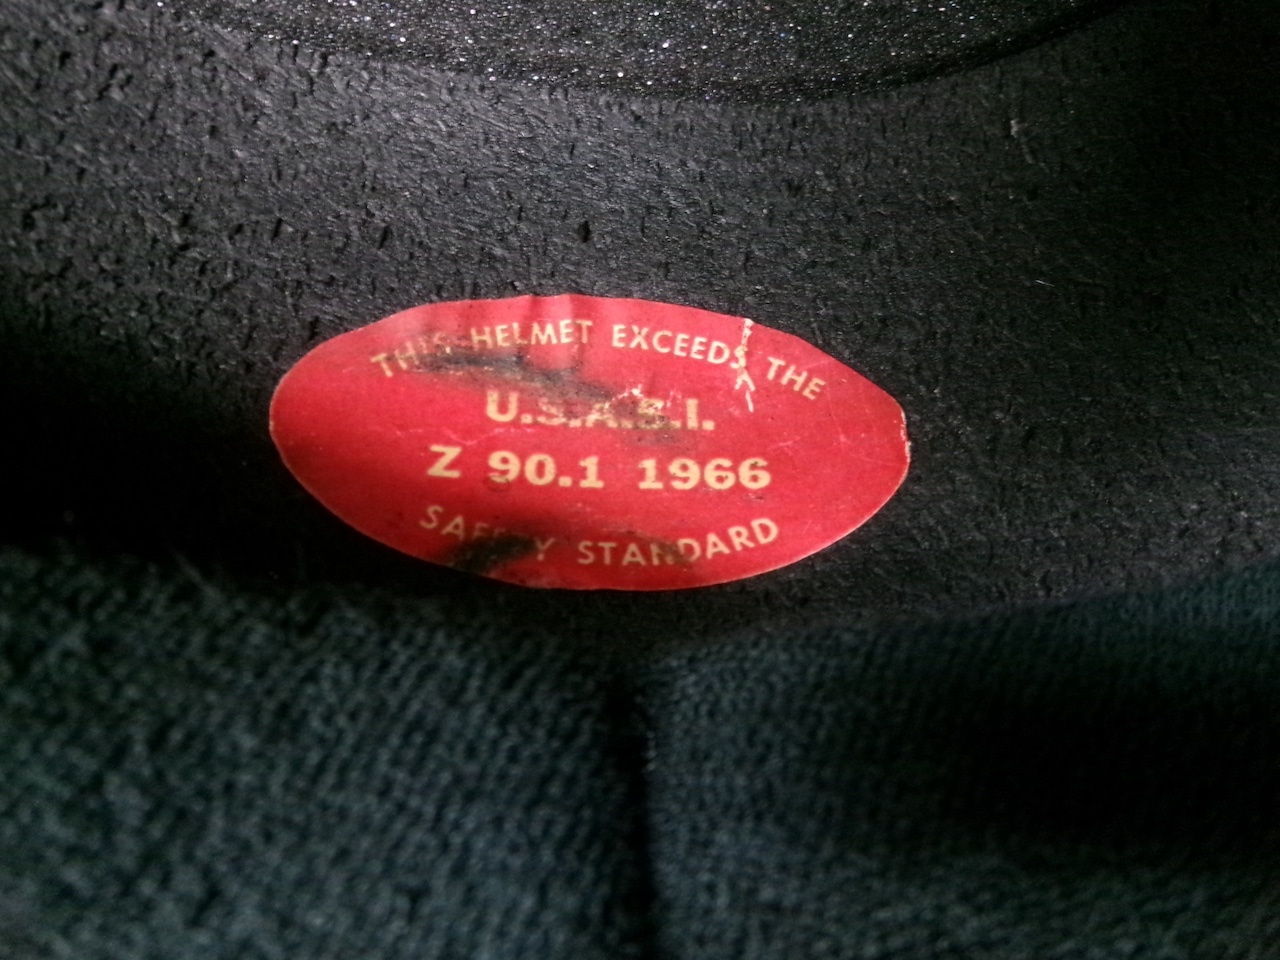 THIS HELMET EXCEEDS THE
U.S.A.S.I.
Z 90.1 1966
SAFETY STANDARD